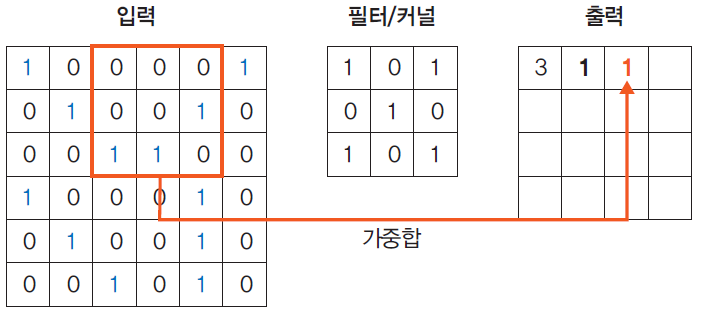 입력 필터/커널 출력
1 0 0 0 0 1 1 0 1 3 1 1
0 1 0 0 1 0 0 1 0
0 0 1 1 0 0 1 0 1
1 0 0 0 1 0
0 1 0 0 1 0 가중합
0 0 1 0 1 0